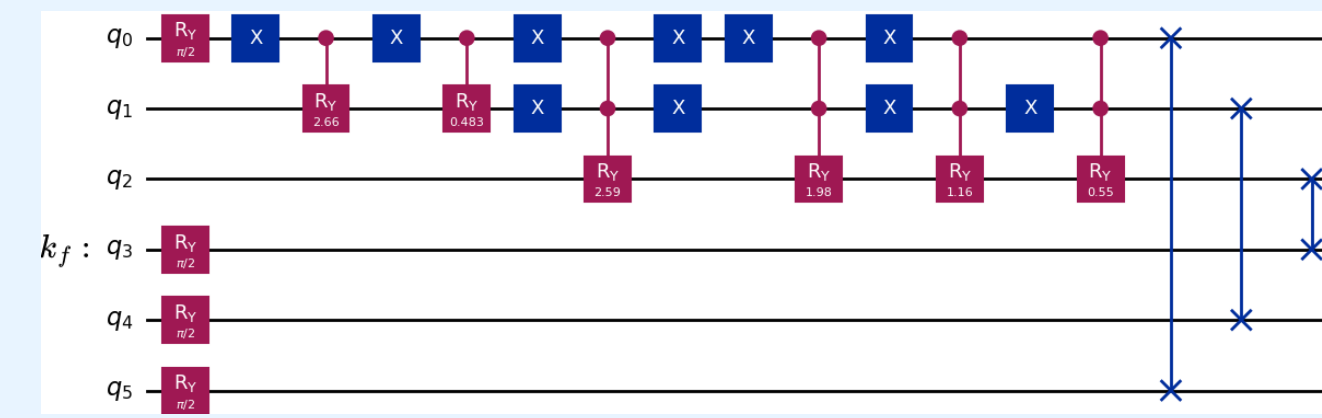 q0 RY π/2 X X X X X X
q1 RY 2.66 RY 0.483 X X X X
q2 RY 2.59 RY 1.98 RY 1.16 RY 0.55
kf : q3 RY π/2
q4 RY π/2
q5 RY π/2